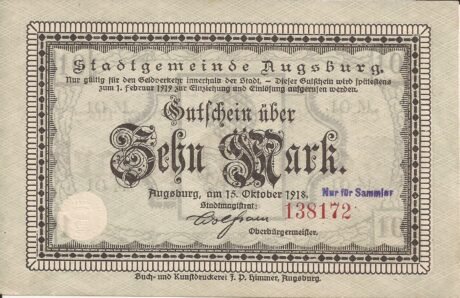 Stadtgemeinde Augsburg.
Nur gültig für den Geldverkehr innerhalb der Stadt. – Dieser Gutschein wird spätestens
zum 1. Februar 1919 zur Einziehung und Einlösung aufgerufen werden.
10 M. 10 M.
Gutschein über
Zehn Mark.
Augsburg, am 15. Oktober 1918.
Nur für Sammler
Stadtmagistrat:
138172
Oberbürgermeister.
Buch- und Kunstdruckerei J. P. Himmer, Augsburg.